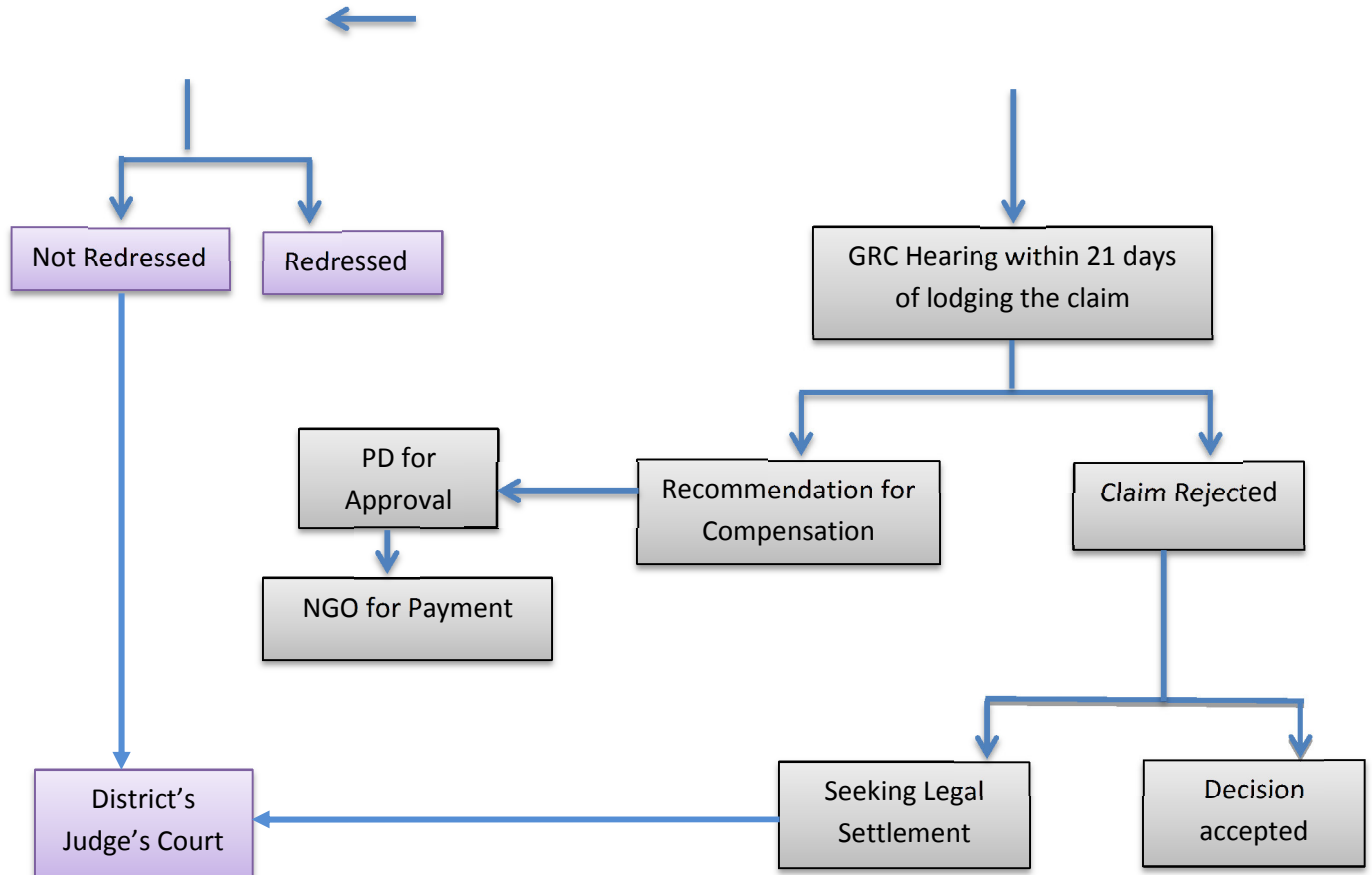 Not Redressed
Redressed
GRC Hearing within 21 days
of lodging the claim
PD for
Approval
Recommendation for
Compensation
Claim Rejected
NGO for Payment
District’s
Judge’s Court
Seeking Legal
Settlement
Decision
accepted